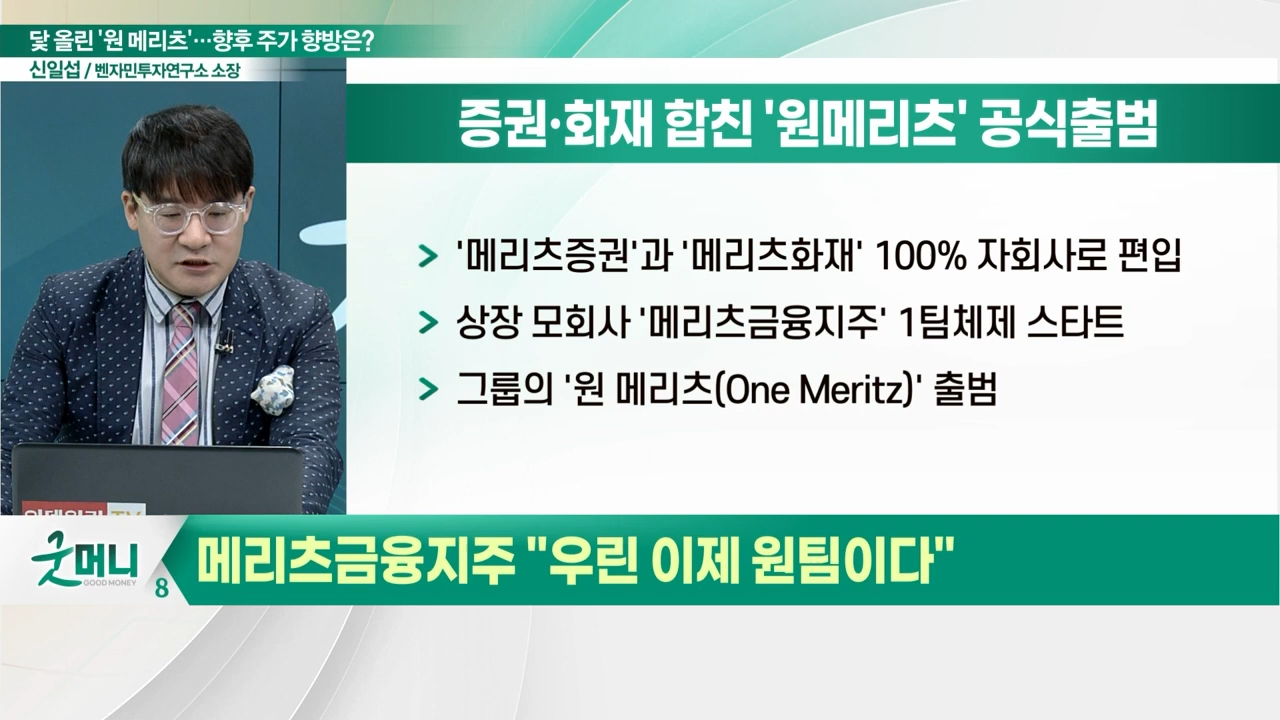 닻 올린 '원 메리츠'…향후 주가 향방은?
신일섭 / 벤자민투자연구소 소장
증권·화재 합친 '원메리츠' 공식출범
> '메리츠증권'과 '메리츠화재' 100% 자회사로 편입
> 상장 모회사 '메리츠금융지주' 1팀체제 스타트
> 그룹의 '원 메리츠(One Meritz)' 출범
굿머니
GOOD MONEY
8
메리츠금융지주 "우린 이제 원팀이다"